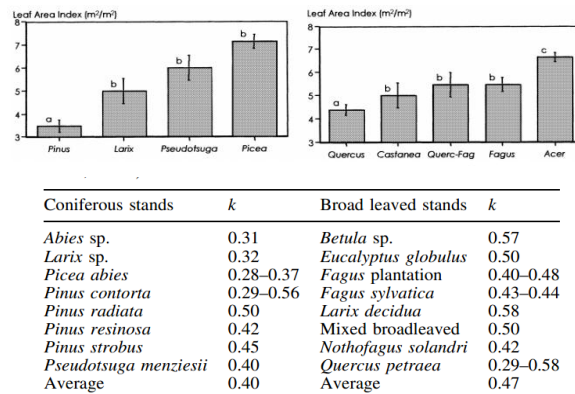 Leaf Area Index (m²/m²)
8
7
6
5
4
3
a
b
b
b
Pinus
Larix
Pseudotsuga
Picea
Leaf Area Index (m²/m²)
8
7
6
5
4
3
a
b
b
b
c
Quercus
Castanea
Querc-Fag
Fagus
Acer
Coniferous stands k Broad leaved stands k
Abies sp. 0.31 Betula sp. 0.57
Larix sp. 0.32 Eucalyptus globulus 0.50
Picea abies 0.28–0.37 Fagus plantation 0.40–0.48
Pinus contorta 0.29–0.56 Fagus sylvatica 0.43–0.44
Pinus radiata 0.50 Larix decidua 0.58
Pinus resinosa 0.42 Mixed broadleaved 0.50
Pinus strobus 0.45 Nothofagus solandri 0.42
Pseudotsuga menziesii 0.40 Quercus petraea 0.29–0.58
Average 0.40 Average 0.47